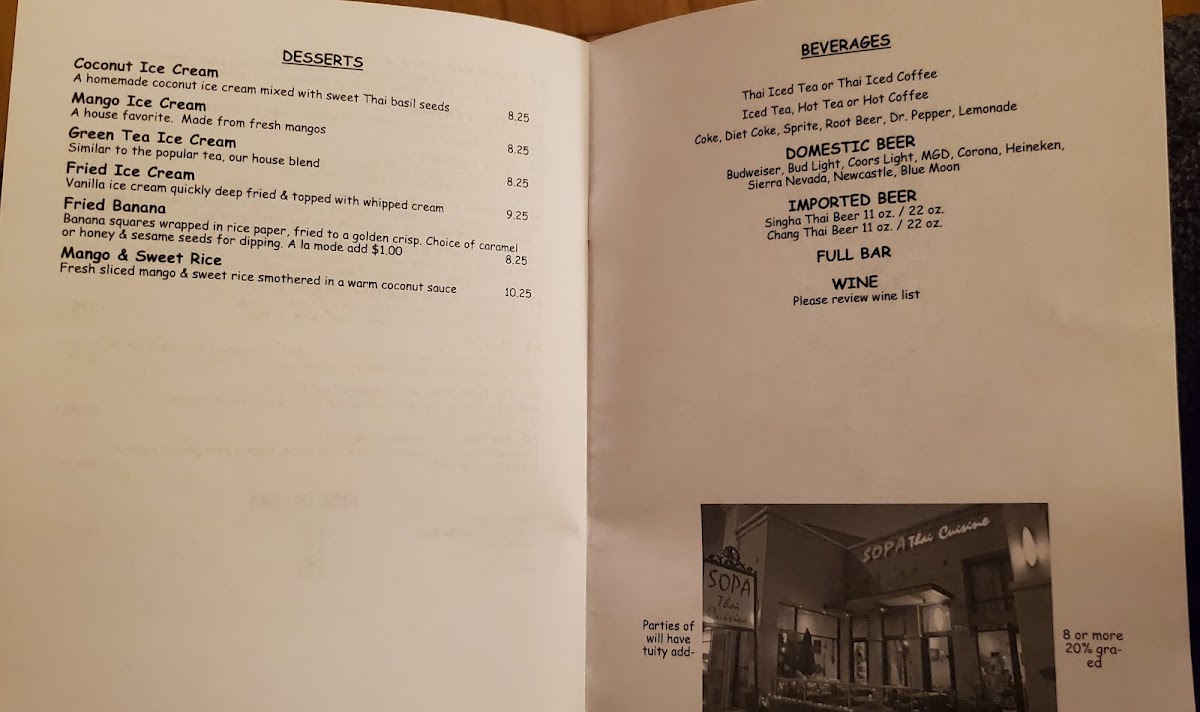 DESSERTS
Coconut Ice Cream
A homemade coconut ice cream mixed with sweet Thai basil seeds 8.25
Mango Ice Cream
A house favorite. Made from fresh mangos 8.25
Green Tea Ice Cream
Similar to the popular tea, our house blend 8.25
Fried Ice Cream
Vanilla ice cream quickly deep fried & topped with whipped cream 9.25
Fried Banana
Banana squares wrapped in rice paper, fried to a golden crisp. Choice of caramel
or honey & sesame seeds for dipping. A la mode add $1.00 8.25
Mango & Sweet Rice
Fresh sliced mango & sweet rice smothered in a warm coconut sauce 10.25
BEVERAGES
Thai Iced Tea or Thai Iced Coffee
Iced Tea, Hot Tea or Hot Coffee
Coke, Diet Coke, Sprite, Root Beer, Dr. Pepper, Lemonade
DOMESTIC BEER
Budweiser, Bud Light, Coors Light, MGD, Corona, Heineken,
Sierra Nevada, Newcastle, Blue Moon
IMPORTED BEER
Singha Thai Beer 11 oz. / 22 oz.
Chang Thai Beer 11 oz. / 22 oz.
FULL BAR
WINE
Please review wine list
SOPA Thai Cuisine
SOPA
Thai
Cuisine
Parties of 8 or more
will have 20% gra-
tuity add- ed